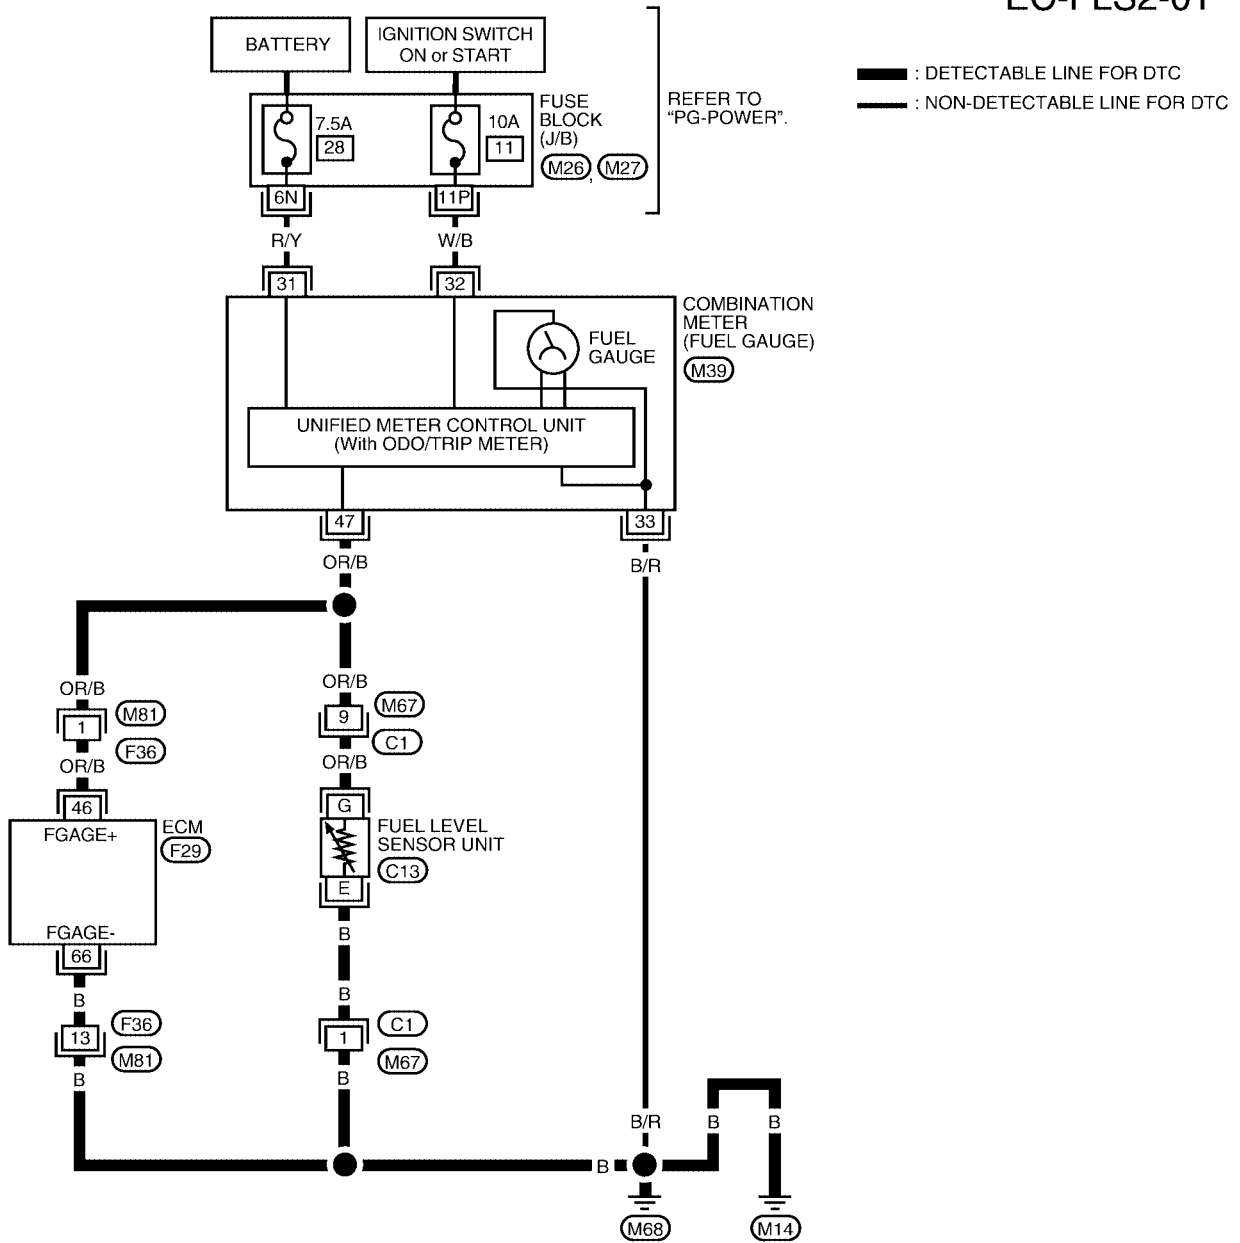 BATTERY
IGNITION SWITCH
ON or START
: DETECTABLE LINE FOR DTC
: NON-DETECTABLE LINE FOR DTC
7.5A
28
10A
11
FUSE
BLOCK
(J/B)
M26, M27
REFER TO
"PG-POWER".
6N
11P
R/Y
W/B
31
32
COMBINATION
METER
(FUEL GAUGE)
M39
FUEL
GAUGE
UNIFIED METER CONTROL UNIT
(With ODO/TRIP METER)
47
33
OR/B
B/R
OR/B
OR/B
1
M81
F36
9
M67
C1
OR/B
OR/B
46
FGAGE+
ECM
F29
G
FUEL LEVEL
SENSOR UNIT
C13
E
FGAGE-
66
B
B
B
13
F36
M81
1
C1
M67
B
B
B/R
B
B
B
M68
M14